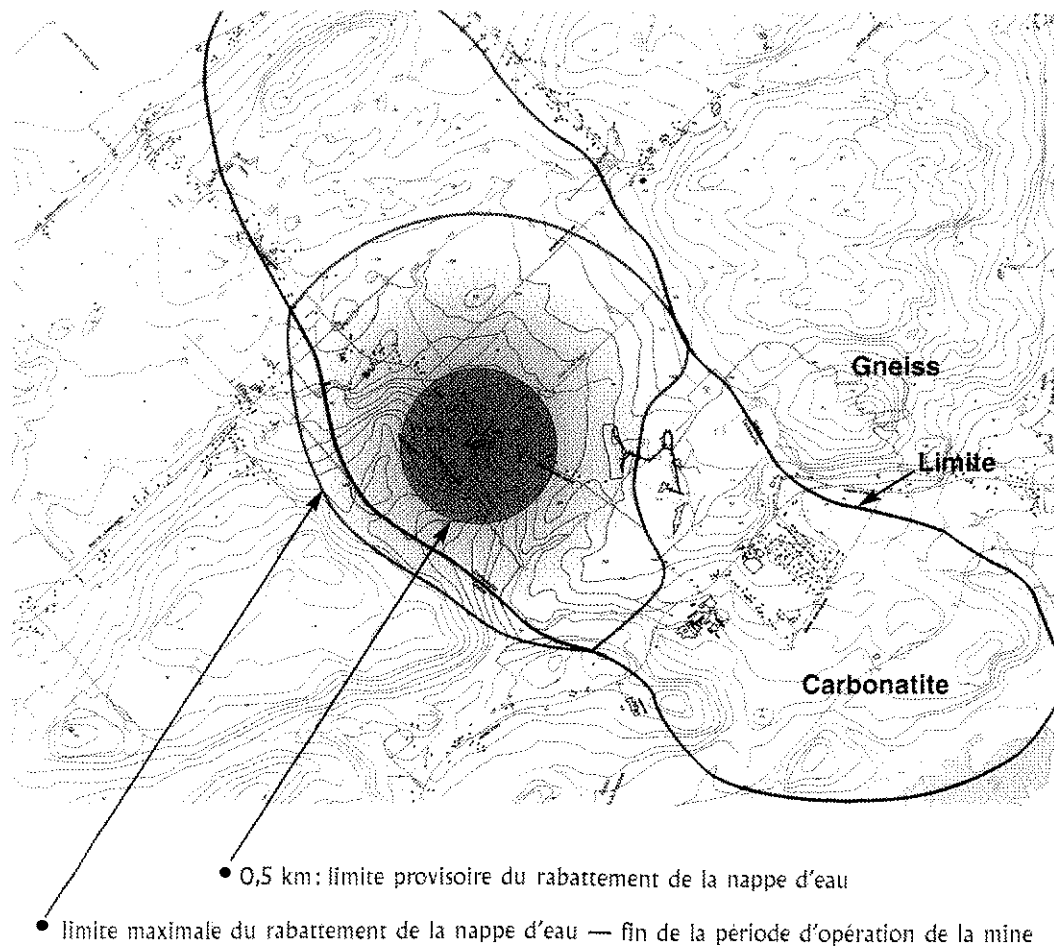 Gneiss
Limite
Carbonatite
• 0,5 km: limite provisoire du rabattement de la nappe d'eau
• limite maximale du rabattement de la nappe d'eau — fin de la période d'opération de la mine